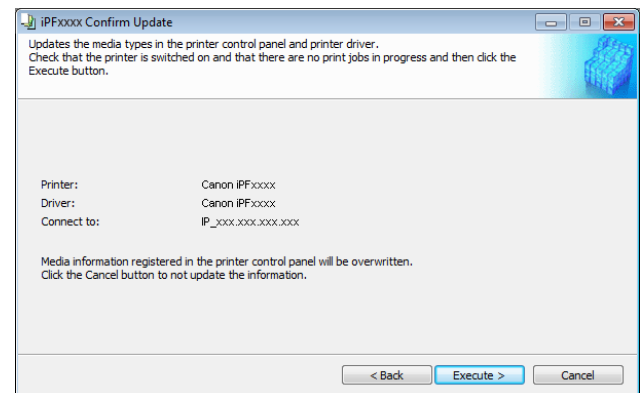 iPFxxxx Confirm Update
Updates the media types in the printer control panel and printer driver.
Check that the printer is switched on and that there are no print jobs in progress and then click the
Execute button.
Printer: Canon iPFxxxx
Driver: Canon iPFxxxx
Connect to: IP_xxx.xxx.xxx.xxx
Media information registered in the printer control panel will be overwritten.
Click the Cancel button to not update the information.
< Back Execute > Cancel